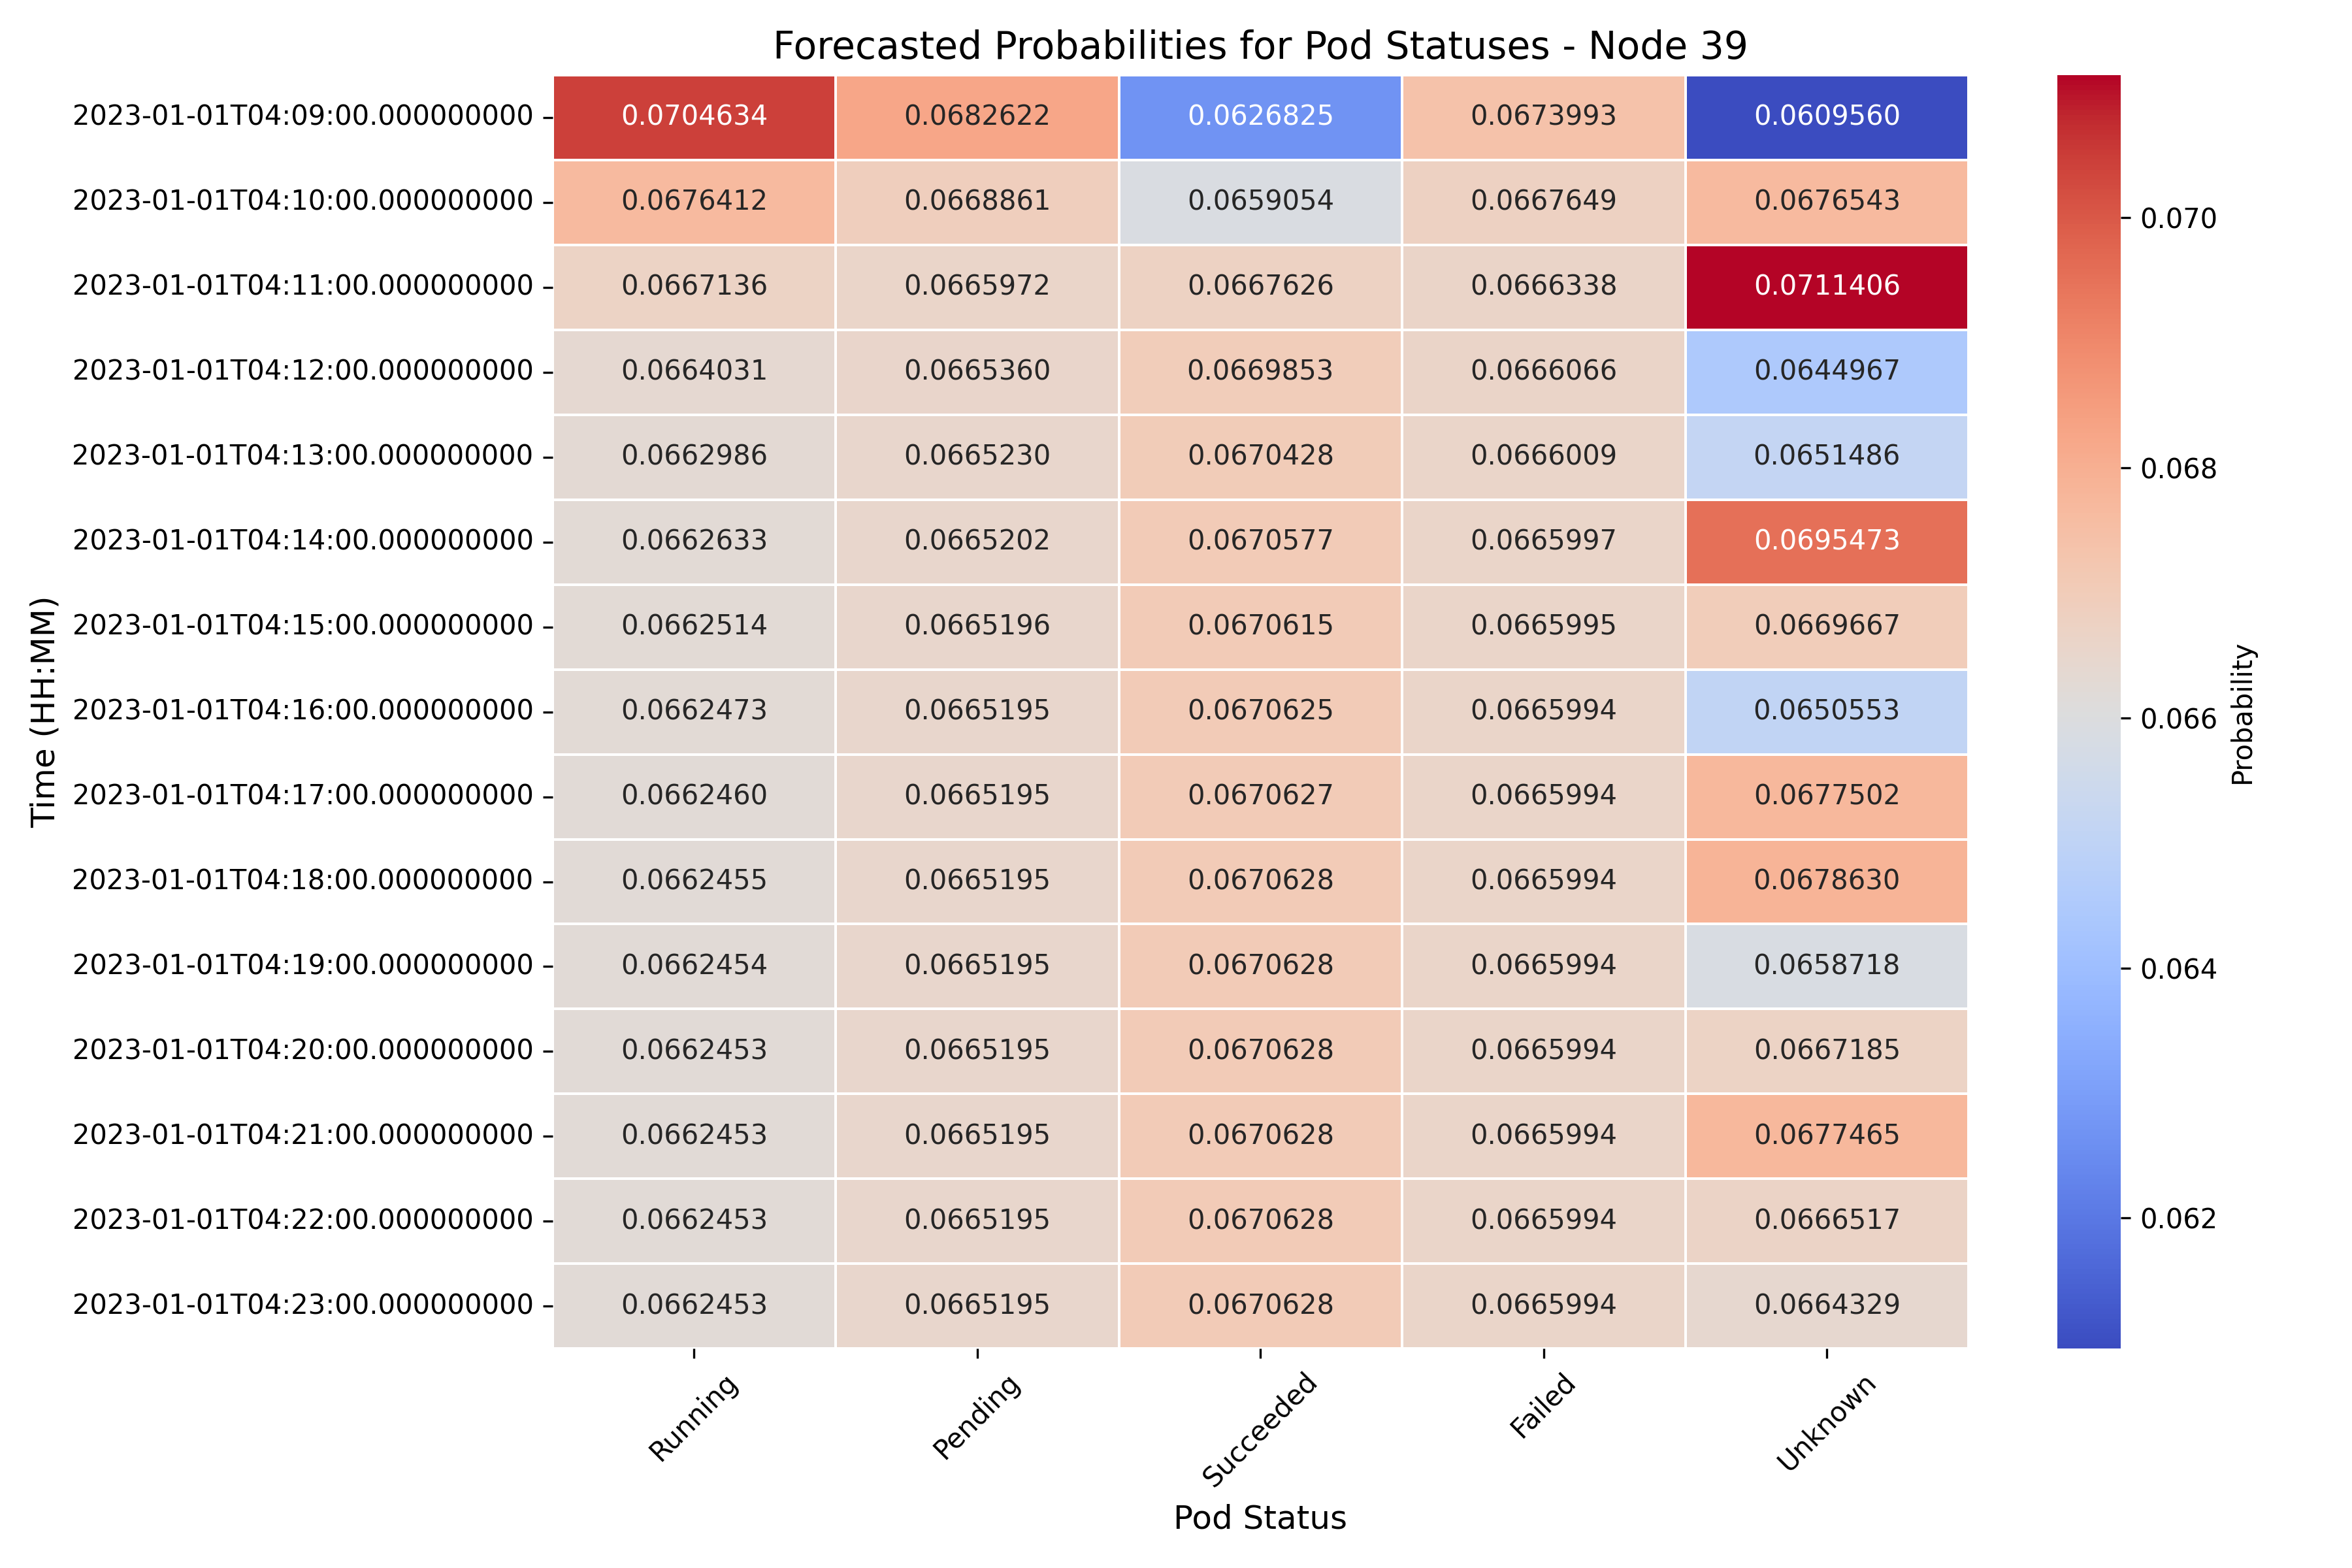 Forecasted Probabilities for Pod Statuses - Node 39
2023-01-01T04:09:00.000000000 0.0704634 0.0682622 0.0626825 0.0673993 0.0609560
2023-01-01T04:10:00.000000000 0.0676412 0.0668861 0.0659054 0.0667649 0.0676543
2023-01-01T04:11:00.000000000 0.0667136 0.0665972 0.0667626 0.0666338 0.0711406
2023-01-01T04:12:00.000000000 0.0664031 0.0665360 0.0669853 0.0666066 0.0644967
2023-01-01T04:13:00.000000000 0.0662986 0.0665230 0.0670428 0.0666009 0.0651486
2023-01-01T04:14:00.000000000 0.0662633 0.0665202 0.0670577 0.0665997 0.0695473
2023-01-01T04:15:00.000000000 0.0662514 0.0665196 0.0670615 0.0665995 0.0669667
2023-01-01T04:16:00.000000000 0.0662473 0.0665195 0.0670625 0.0665994 0.0650553
2023-01-01T04:17:00.000000000 0.0662460 0.0665195 0.0670627 0.0665994 0.0677502
2023-01-01T04:18:00.000000000 0.0662455 0.0665195 0.0670628 0.0665994 0.0678630
2023-01-01T04:19:00.000000000 0.0662454 0.0665195 0.0670628 0.0665994 0.0658718
2023-01-01T04:20:00.000000000 0.0662453 0.0665195 0.0670628 0.0665994 0.0667185
2023-01-01T04:21:00.000000000 0.0662453 0.0665195 0.0670628 0.0665994 0.0677465
2023-01-01T04:22:00.000000000 0.0662453 0.0665195 0.0670628 0.0665994 0.0666517
2023-01-01T04:23:00.000000000 0.0662453 0.0665195 0.0670628 0.0665994 0.0664329
Time (HH:MM)
Running Pending Succeeded Failed Unknown
Pod Status
0.070
0.068
0.066
0.064
0.062
Probability